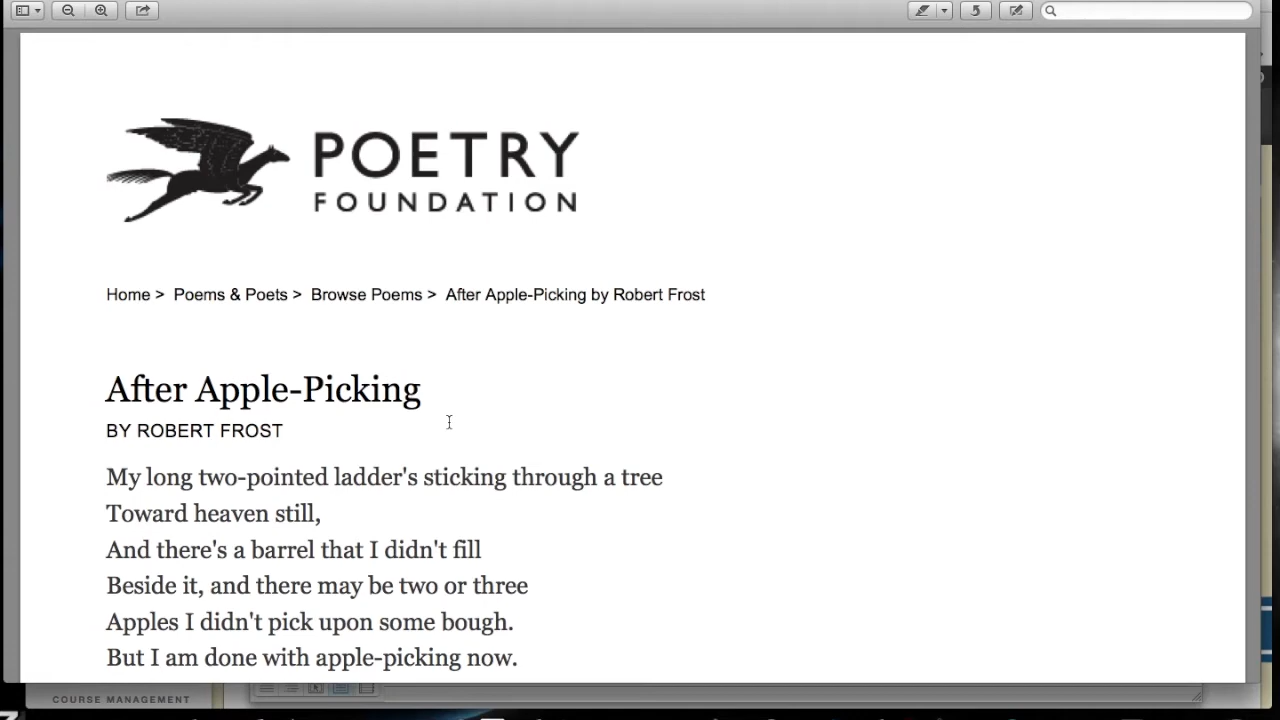 POETRY
FOUNDATION
Home > Poems & Poets > Browse Poems > After Apple-Picking by Robert Frost
After Apple-Picking
BY ROBERT FROST
My long two-pointed ladder's sticking through a tree
Toward heaven still,
And there's a barrel that I didn't fill
Beside it, and there may be two or three
Apples I didn't pick upon some bough.
But I am done with apple-picking now.
COURSE MANAGEMENT